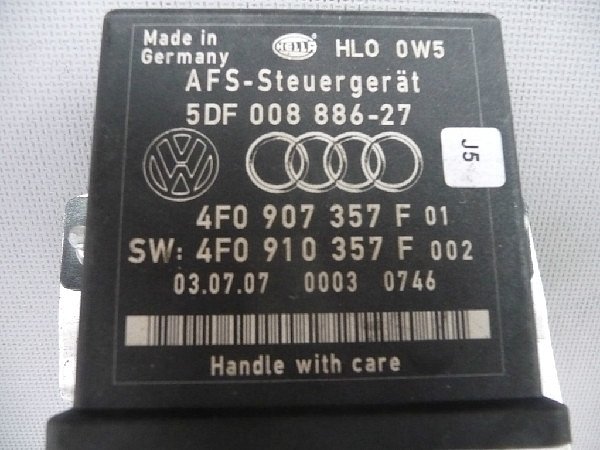 Made in
Germany
HELLA
HLO 0W5
AFS-Steuergerät
5DF 008 886-27
J5
4F0 907 357 F 01
SW: 4F0 910 357 F 002
03.07.07 0003 0746
Handle with care